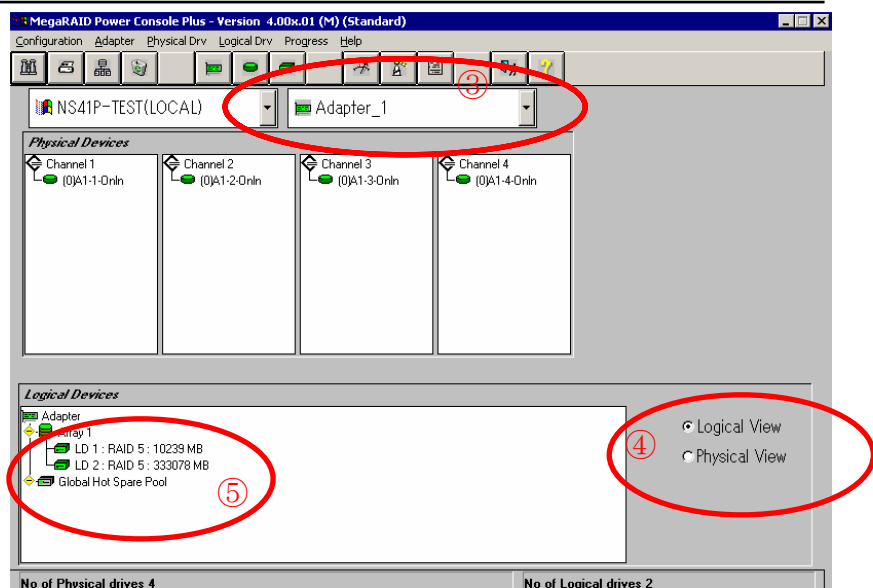 MegaRAID Power Console Plus - Version 4.00x.01 (M) (Standard)
Configuration Adapter Physical Drv Logical Drv Progress Help
③
NS41P-TEST(LOCAL) Adapter_1
Physical Devices
Channel 1 Channel 2 Channel 3 Channel 4
(0)A1-1-OnIn (0)A1-2-OnIn (0)A1-3-OnIn (0)A1-4-OnIn
Logical Devices
Adapter
Array 1
LD 1 : RAID 5 : 10239 MB
LD 2 : RAID 5 : 333078 MB
Global Hot Spare Pool
⑤
④
Logical View
Physical View
No of Physical drives 4 No of Logical drives 2